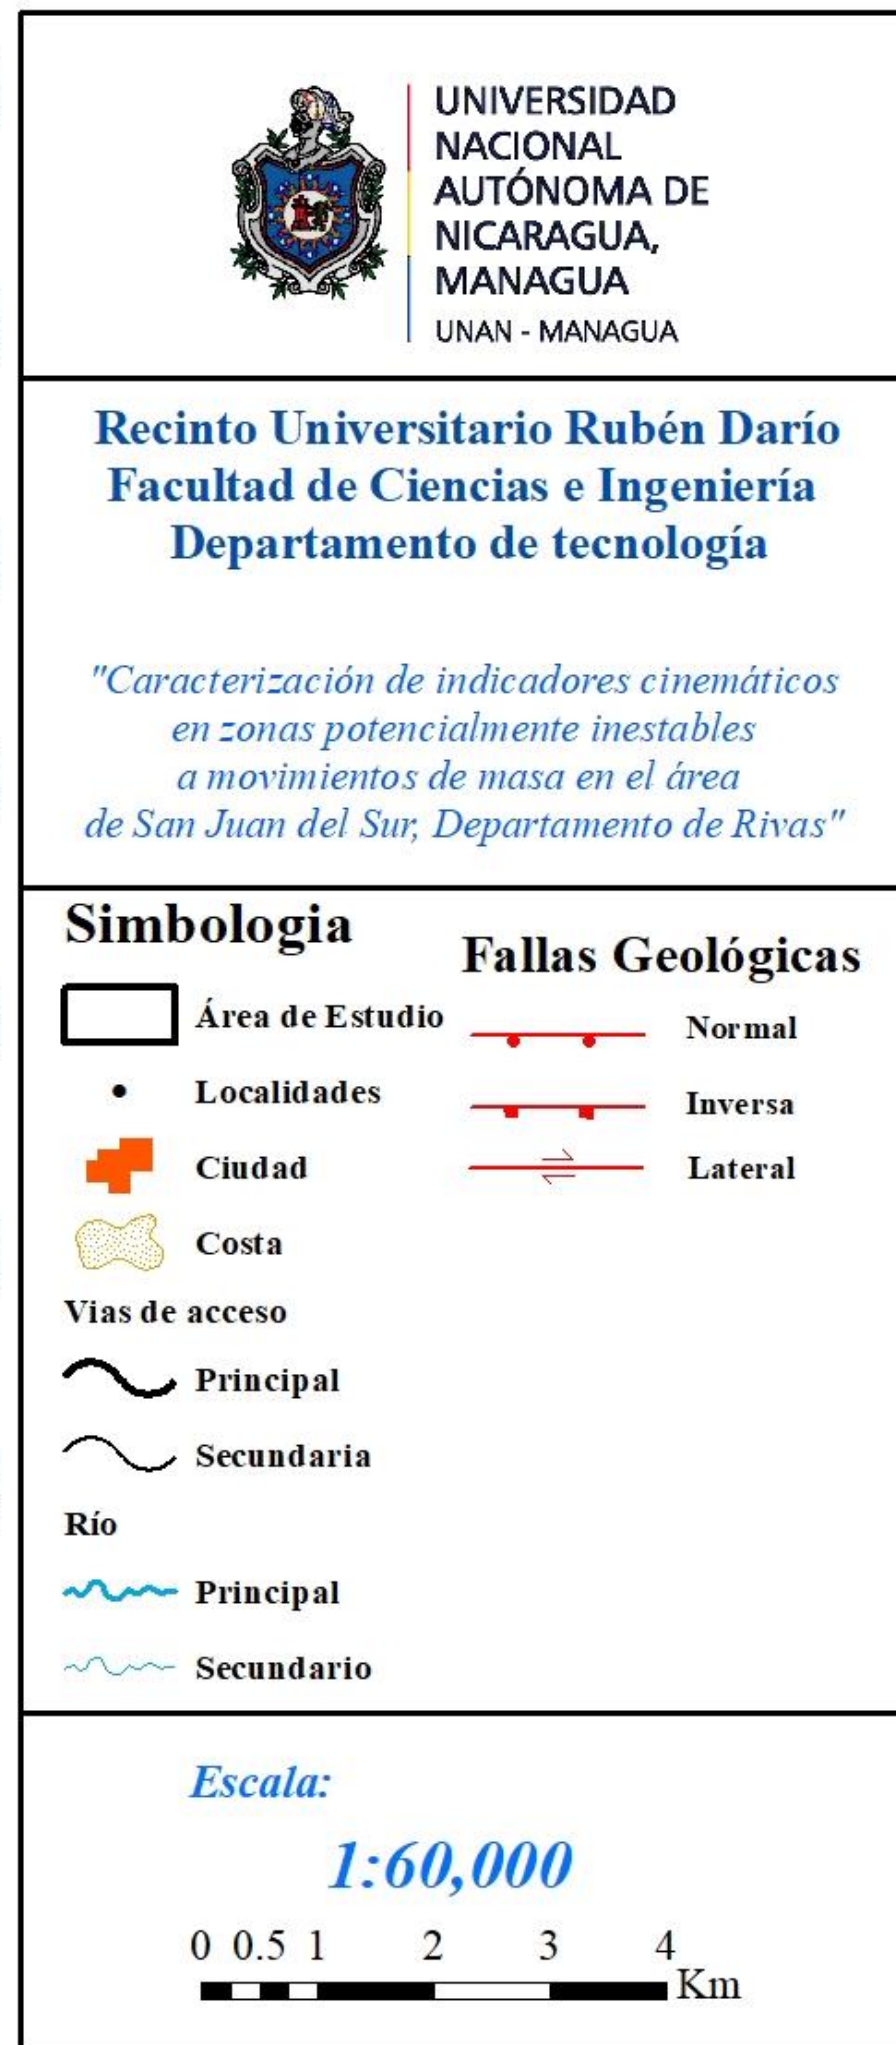 UNIVERSIDAD
NACIONAL
AUTÓNOMA DE
NICARAGUA,
MANAGUA
UNAN - MANAGUA
Recinto Universitario Rubén Darío
Facultad de Ciencias e Ingeniería
Departamento de tecnología
"Caracterización de indicadores cinemáticos
en zonas potencialmente inestables
a movimientos de masa en el área
de San Juan del Sur, Departamento de Rivas"
Simbologia
Área de Estudio
Localidades
Ciudad
Costa
Vias de acceso
Principal
Secundaria
Río
Principal
Secundario
Fallas Geológicas
Normal
Inversa
Lateral
Escala:
1:60,000
0 0.5 1 2 3 4
Km